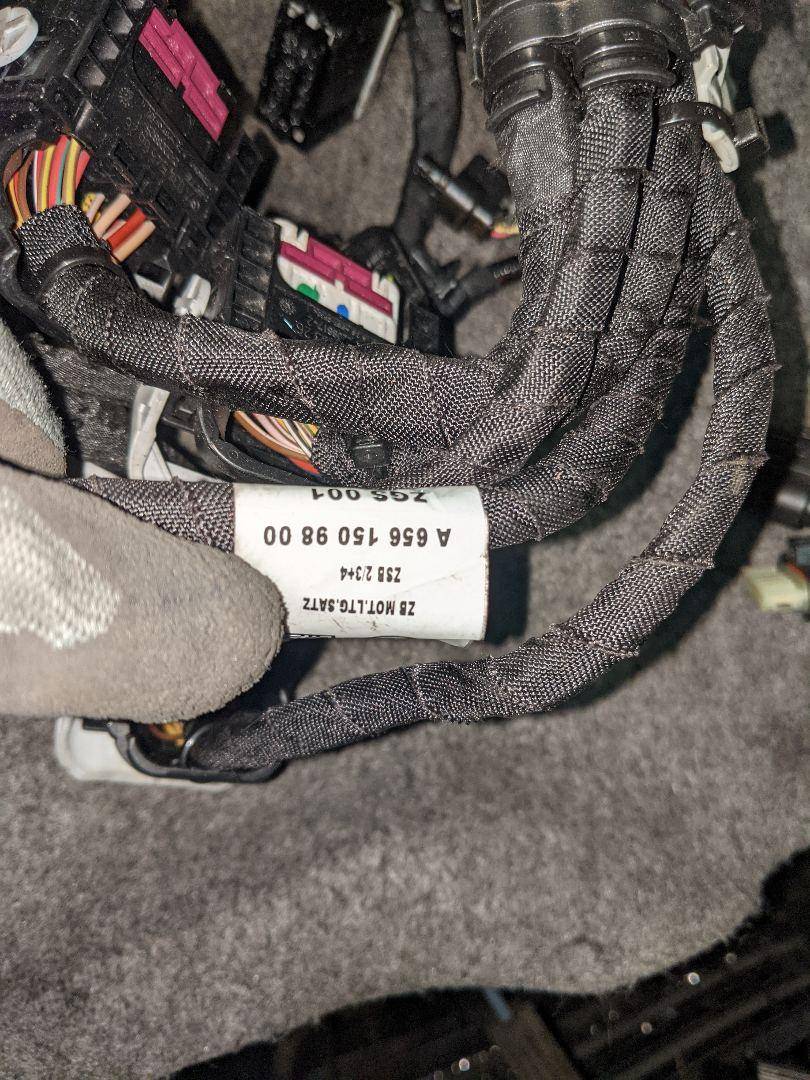 ZB MOT.LTG.SATZ
ZSB 2/3+4
A 656 150 98 00
ZGS 001